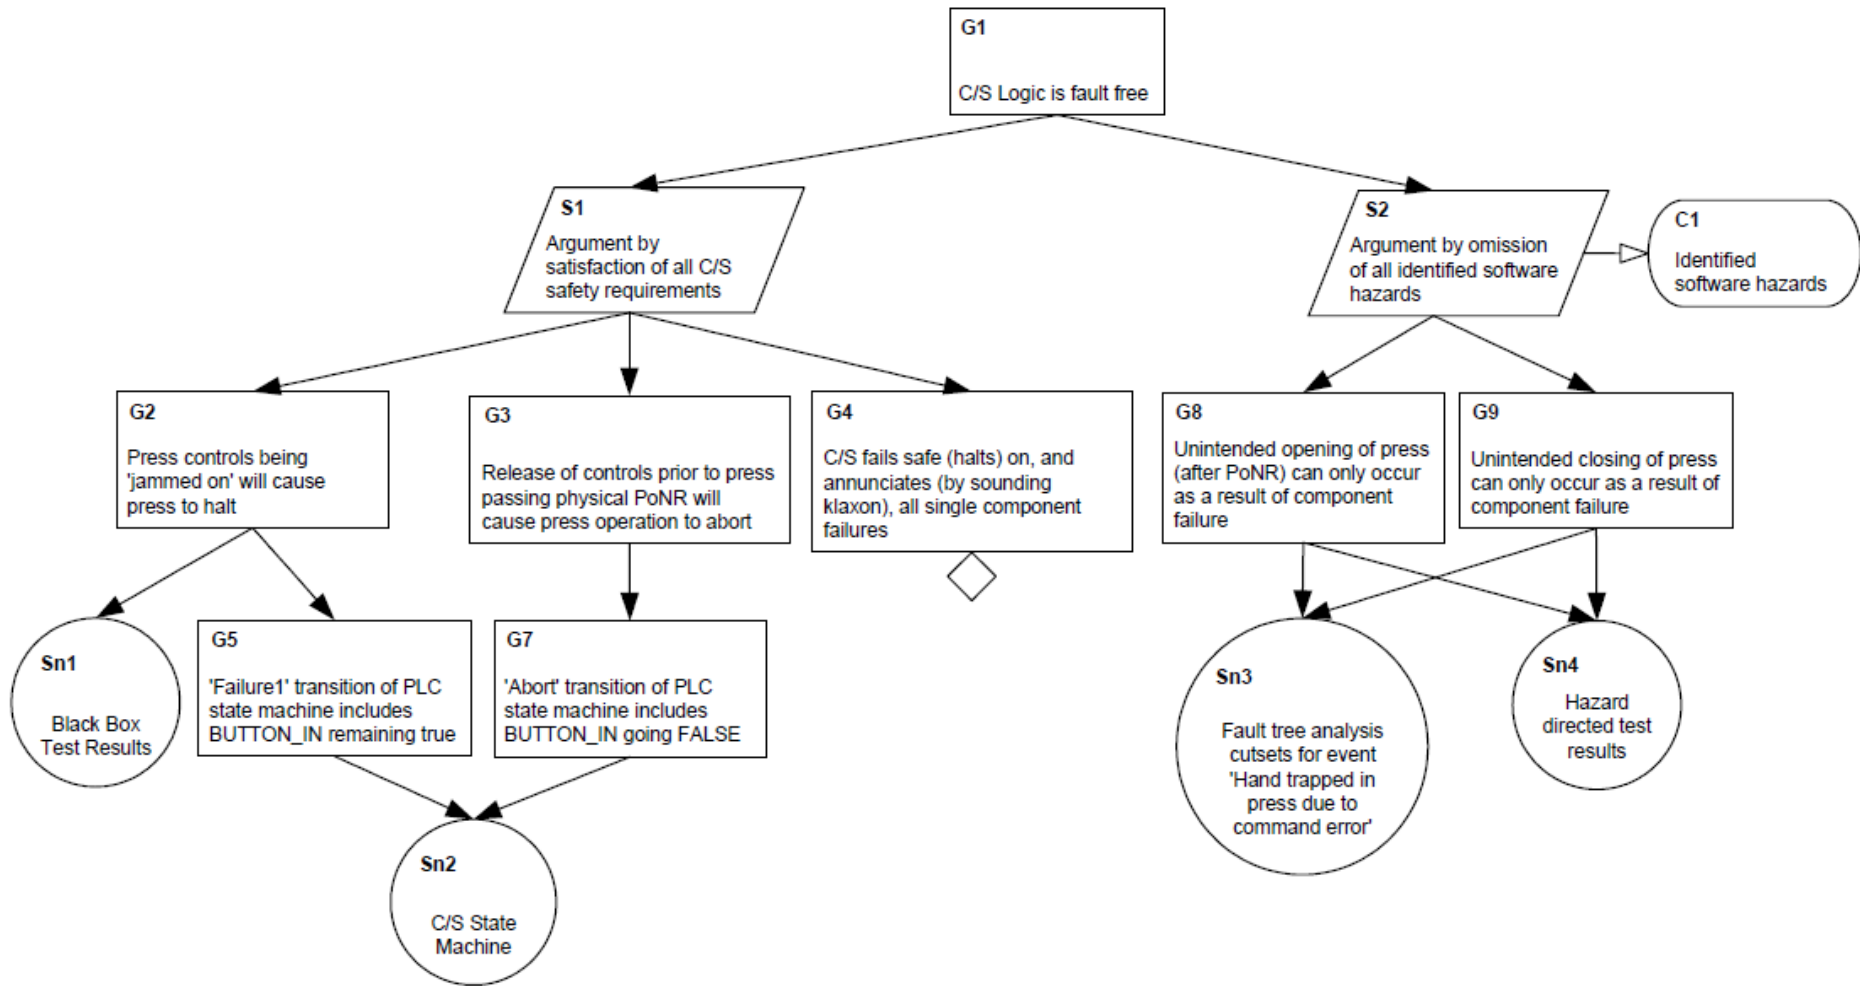 G1
C/S Logic is fault free
S1
Argument by
satisfaction of all C/S
safety requirements
S2
Argument by omission
of all identified software
hazards
C1
Identified
software hazards
G2
Press controls being
'jammed on' will cause
press to halt
G3
Release of controls prior to press
passing physical PoNR will
cause press operation to abort
G4
C/S fails safe (halts) on, and
annunciates (by sounding
klaxon), all single component
failures
G8
Unintended opening of press
(after PoNR) can only occur
as a result of component
failure
G9
Unintended closing of press
can only occur as a result of
component failure
Sn1
Black Box
Test Results
G5
'Failure1' transition of PLC
state machine includes
BUTTON_IN remaining true
G7
'Abort' transition of PLC
state machine includes
BUTTON_IN going FALSE
Sn3
Fault tree analysis
cutsets for event
'Hand trapped in
press due to
command error'
Sn4
Hazard
directed test
results
Sn2
C/S State
Machine